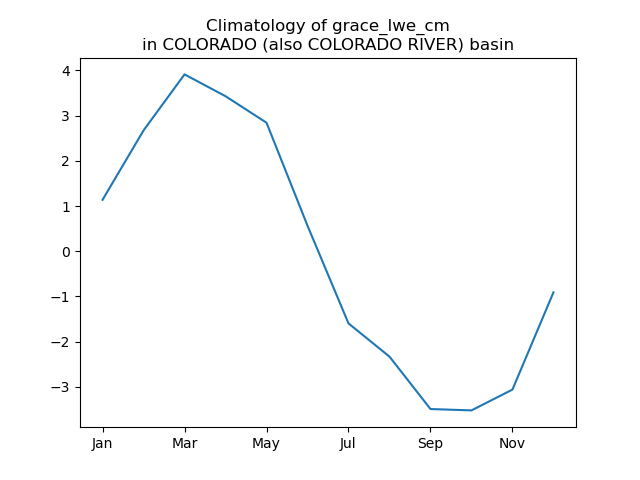 Climatology of grace_lwe_cm
in COLORADO (also COLORADO RIVER) basin
4
3
2
1
0
−1
−2
−3
Jan Mar May Jul Sep Nov